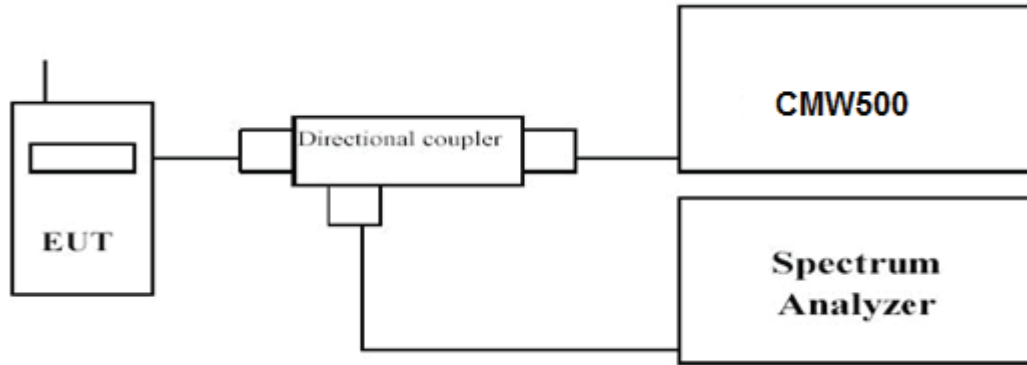 EUT
Directional coupler
CMW500
Spectrum
Analyzer